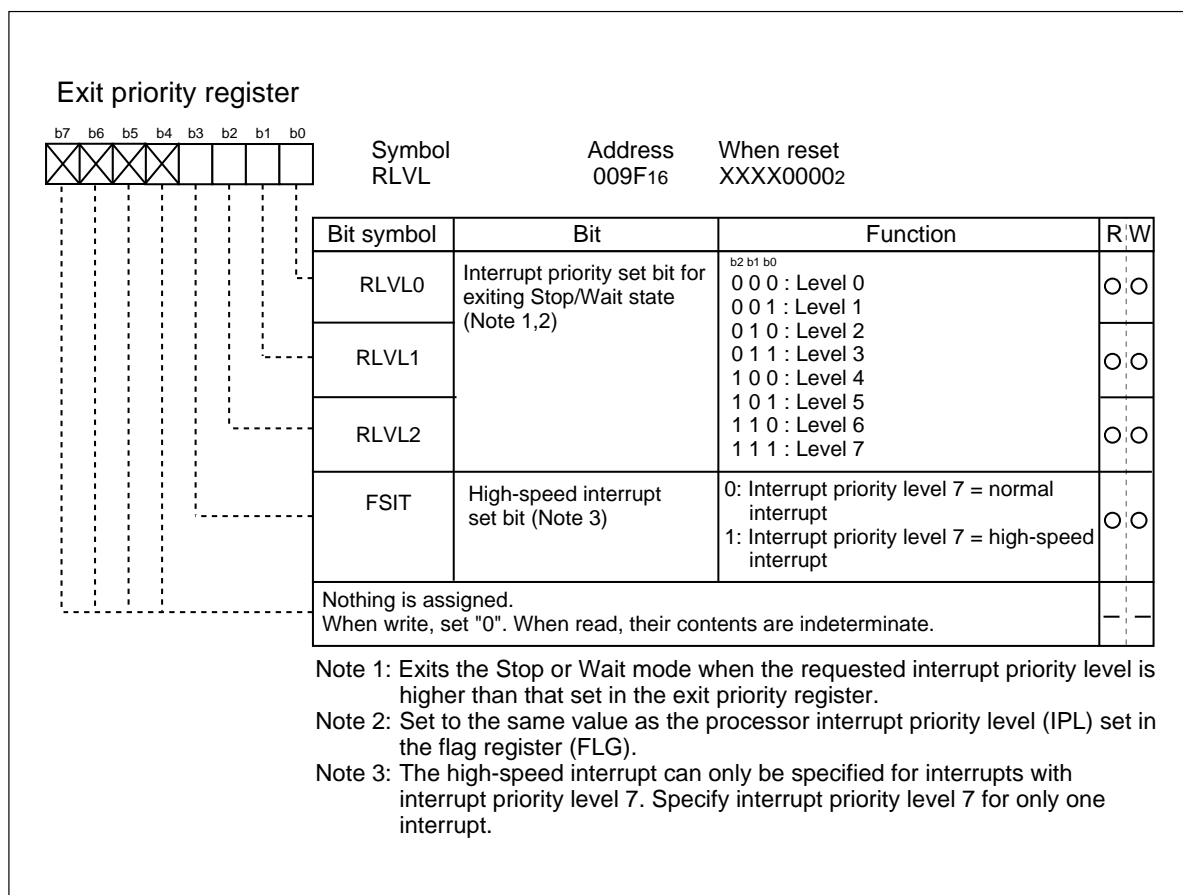 Exit priority register
b7 b6 b5 b4 b3 b2 b1 b0
Symbol Address When reset
RLVL 009F16 XXXX00002
Bit symbol Bit Function R W
RLVL0 Interrupt priority set bit for exiting Stop/Wait state (Note 1,2)
b2 b1 b0
0 0 0 : Level 0
0 0 1 : Level 1
0 1 0 : Level 2
0 1 1 : Level 3
1 0 0 : Level 4
1 0 1 : Level 5
1 1 0 : Level 6
1 1 1 : Level 7
RLVL1
RLVL2
FSIT
High-speed interrupt
set bit (Note 3)
0: Interrupt priority level 7 = normal
interrupt
1: Interrupt priority level 7 = high-speed
interrupt
Nothing is assigned.
When write, set "0". When read, their contents are indeterminate.
Note 1: Exits the Stop or Wait mode when the requested interrupt priority level is
higher than that set in the exit priority register.
Note 2: Set to the same value as the processor interrupt priority level (IPL) set in
the flag register (FLG).
Note 3: The high-speed interrupt can only be specified for interrupts with
interrupt priority level 7. Specify interrupt priority level 7 for only one
interrupt.